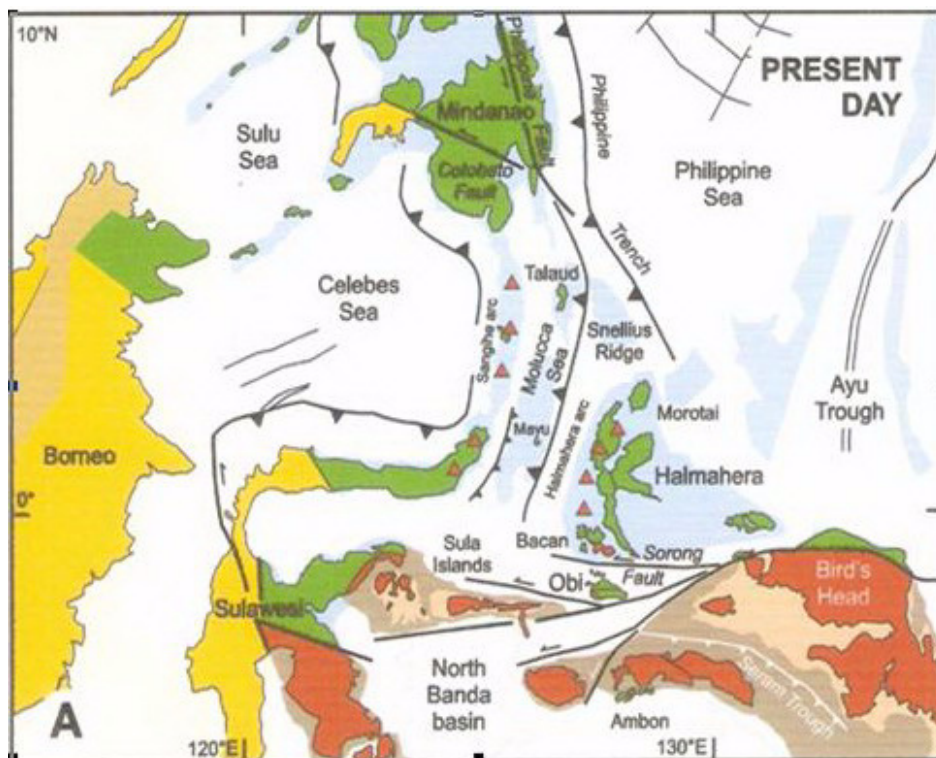 10°N
PRESENT
DAY
Philippine
Fault
Philippine
Trench
Mindanao
Sulu
Sea
Cotobato
Fault
Philippine
Sea
Celebes
Sea
Talaud
Sangihe arc
Molucca
Sea
Snellius
Ridge
Ayu
Trough
Morotai
Mayu
Halmahera arc
Halmahera
Borneo
0°
Bacan
Sorong
Fault
Sula
Islands
Obi
Bird's
Head
Sulawesi
North
Banda
basin
Seram Trough
Ambon
A
120°E
130°E